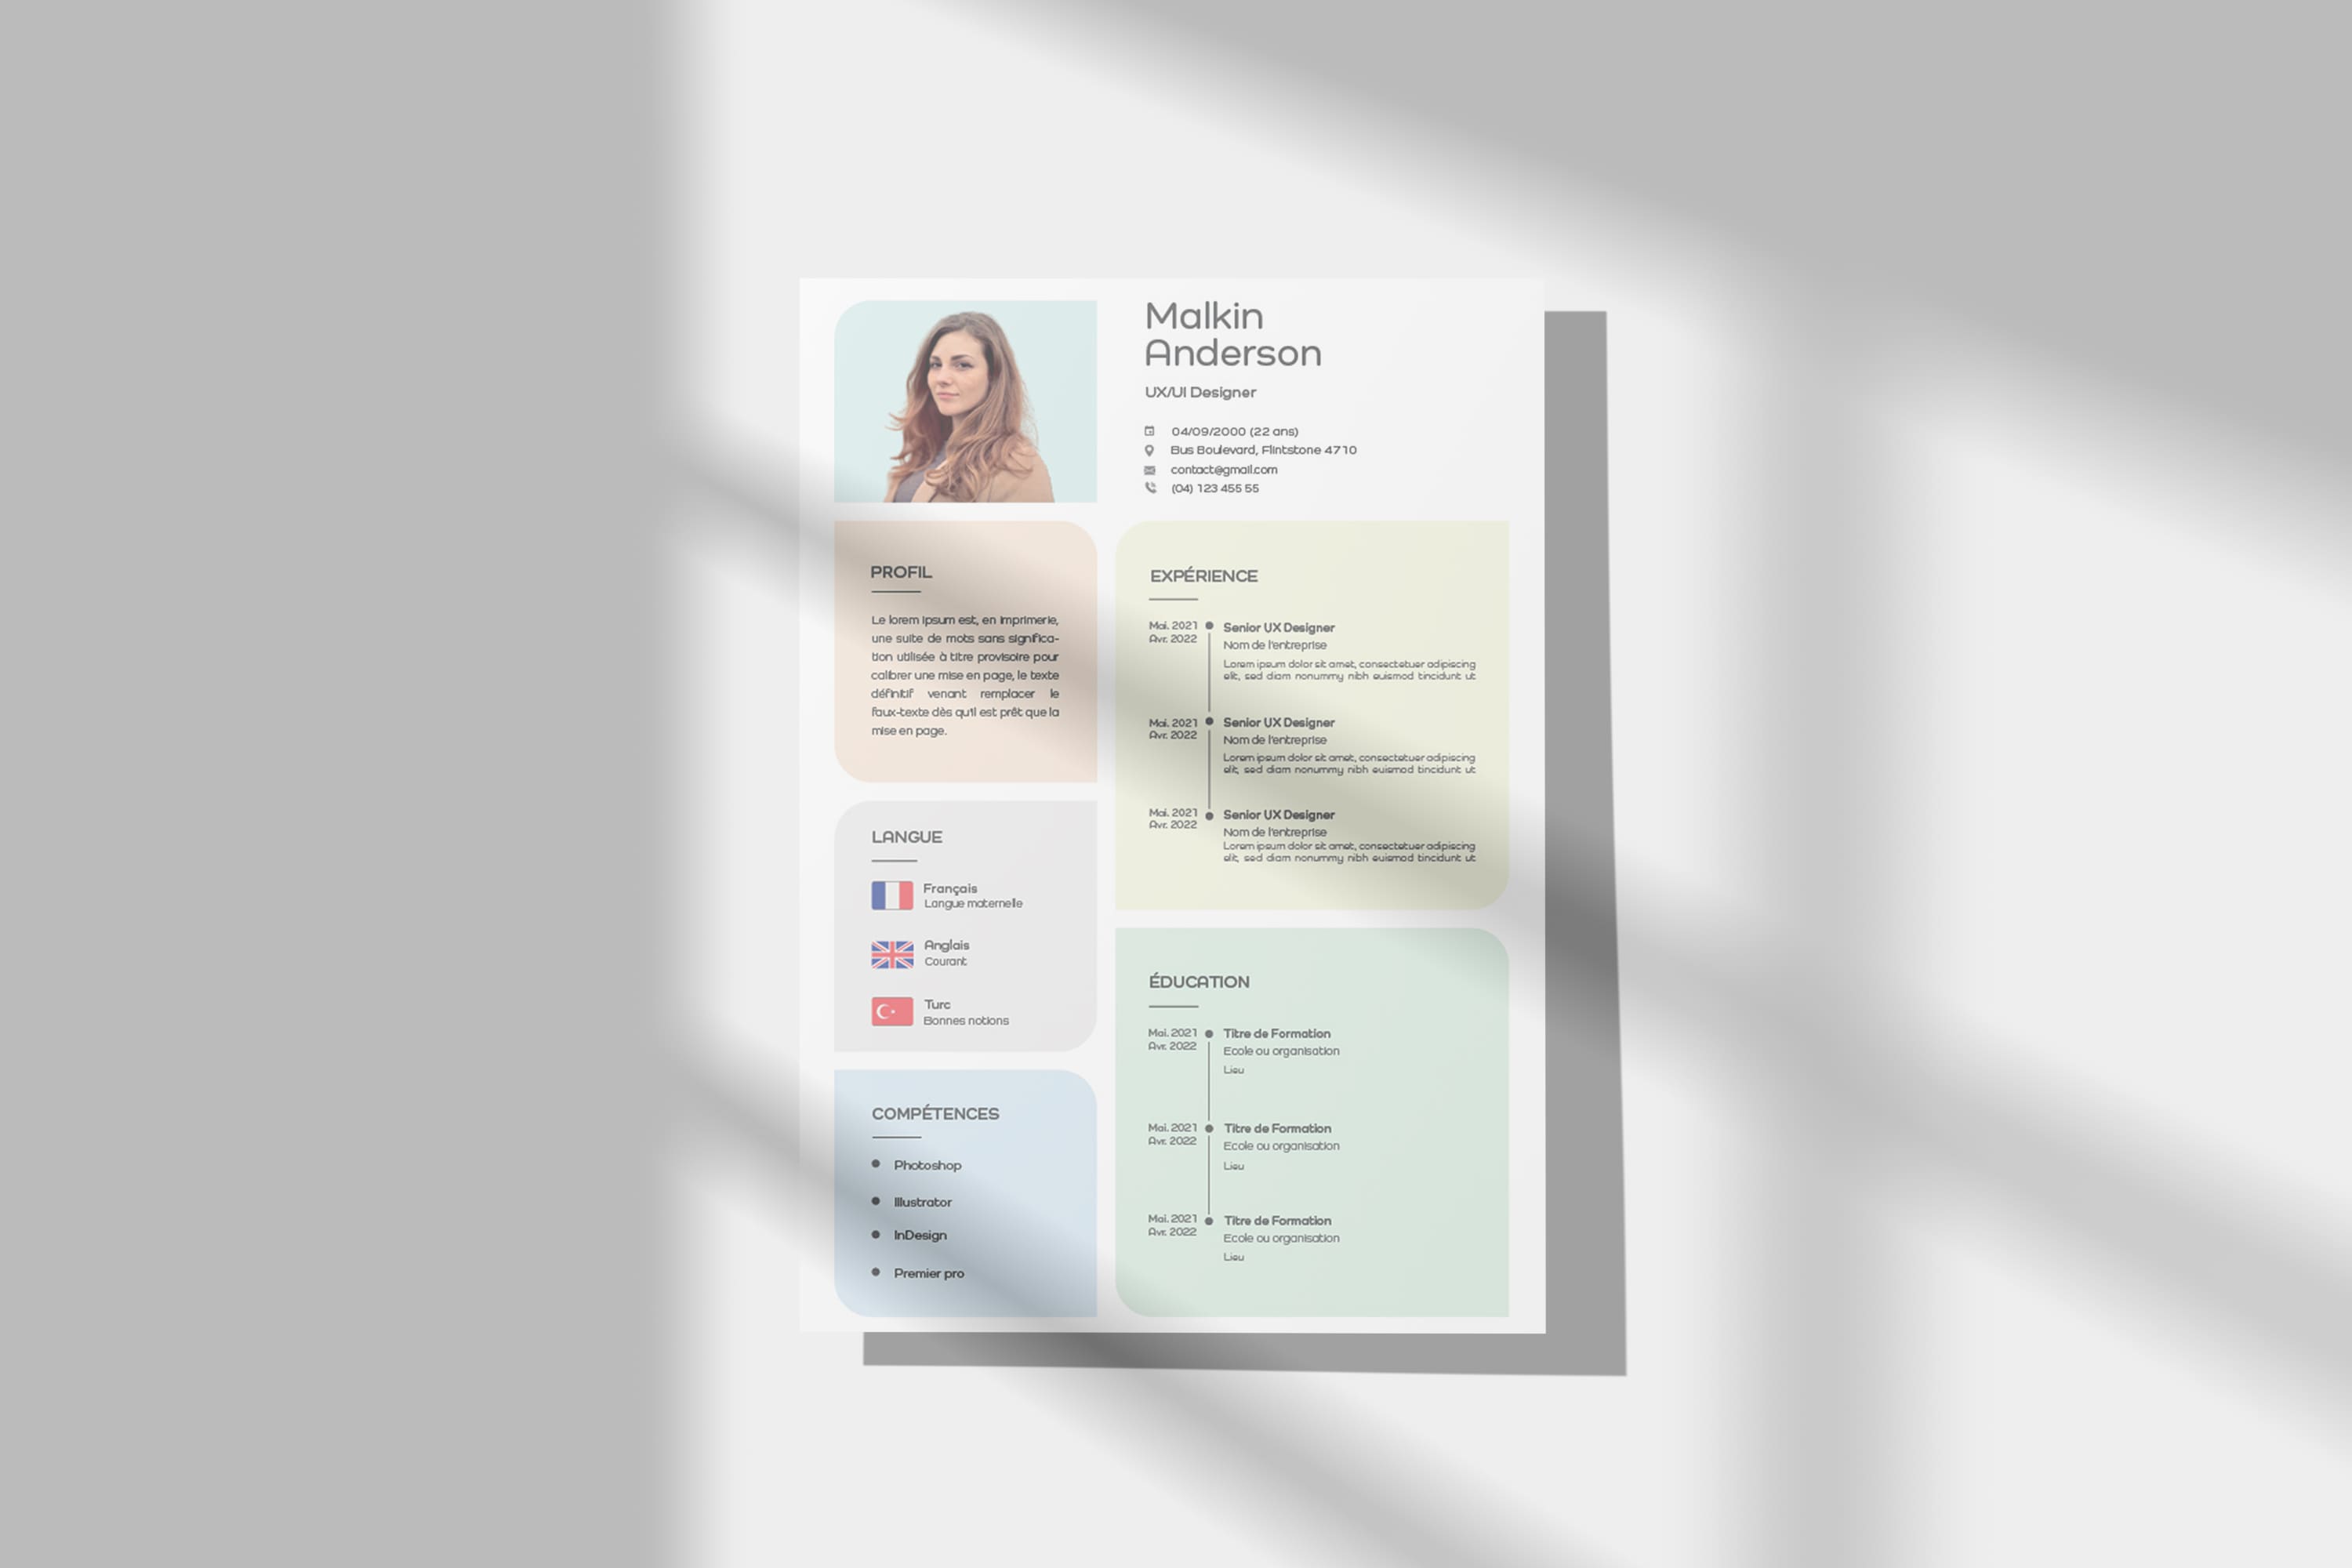 Malkin
Anderson
UX/UI Designer
04/09/2000 (22 ans)
Bus Boulevard, Flintstone 4710
contact@gmail.com
(04) 123 455 55
PROFIL
Le lorem ipsum est, en imprimerie,
une suite de mots sans significa-
tion utilisée à titre provisoire pour
calibrer une mise en page, le texte
définitif venant remplacer le
faux-texte dès qu'il est prêt que la
mise en page.
LANGUE
Français
Langue maternelle
Anglais
Courant
Turc
Bonnes notions
COMPÉTENCES
Photoshop
Illustrator
InDesign
Premier pro
EXPÉRIENCE
Mai. 2021
Avr. 2022
Senior UX Designer
Nom de l'entreprise
Lorem ipsum dolor sit amet, consectetuer adipiscing
elit, sed diam nonummy nibh euismod tincidunt ut
Mai. 2021
Avr. 2022
Senior UX Designer
Nom de l'entreprise
Lorem ipsum dolor sit amet, consectetuer adipiscing
elit, sed diam nonummy nibh euismod tincidunt ut
Mai. 2021
Avr. 2022
Senior UX Designer
Nom de l'entreprise
Lorem ipsum dolor sit amet, consectetuer adipiscing
elit, sed diam nonummy nibh euismod tincidunt ut
ÉDUCATION
Mai. 2021
Avr. 2022
Titre de Formation
Ecole ou organisation
Lieu
Mai. 2021
Avr. 2022
Titre de Formation
Ecole ou organisation
Lieu
Mai. 2021
Avr. 2022
Titre de Formation
Ecole ou organisation
Lieu